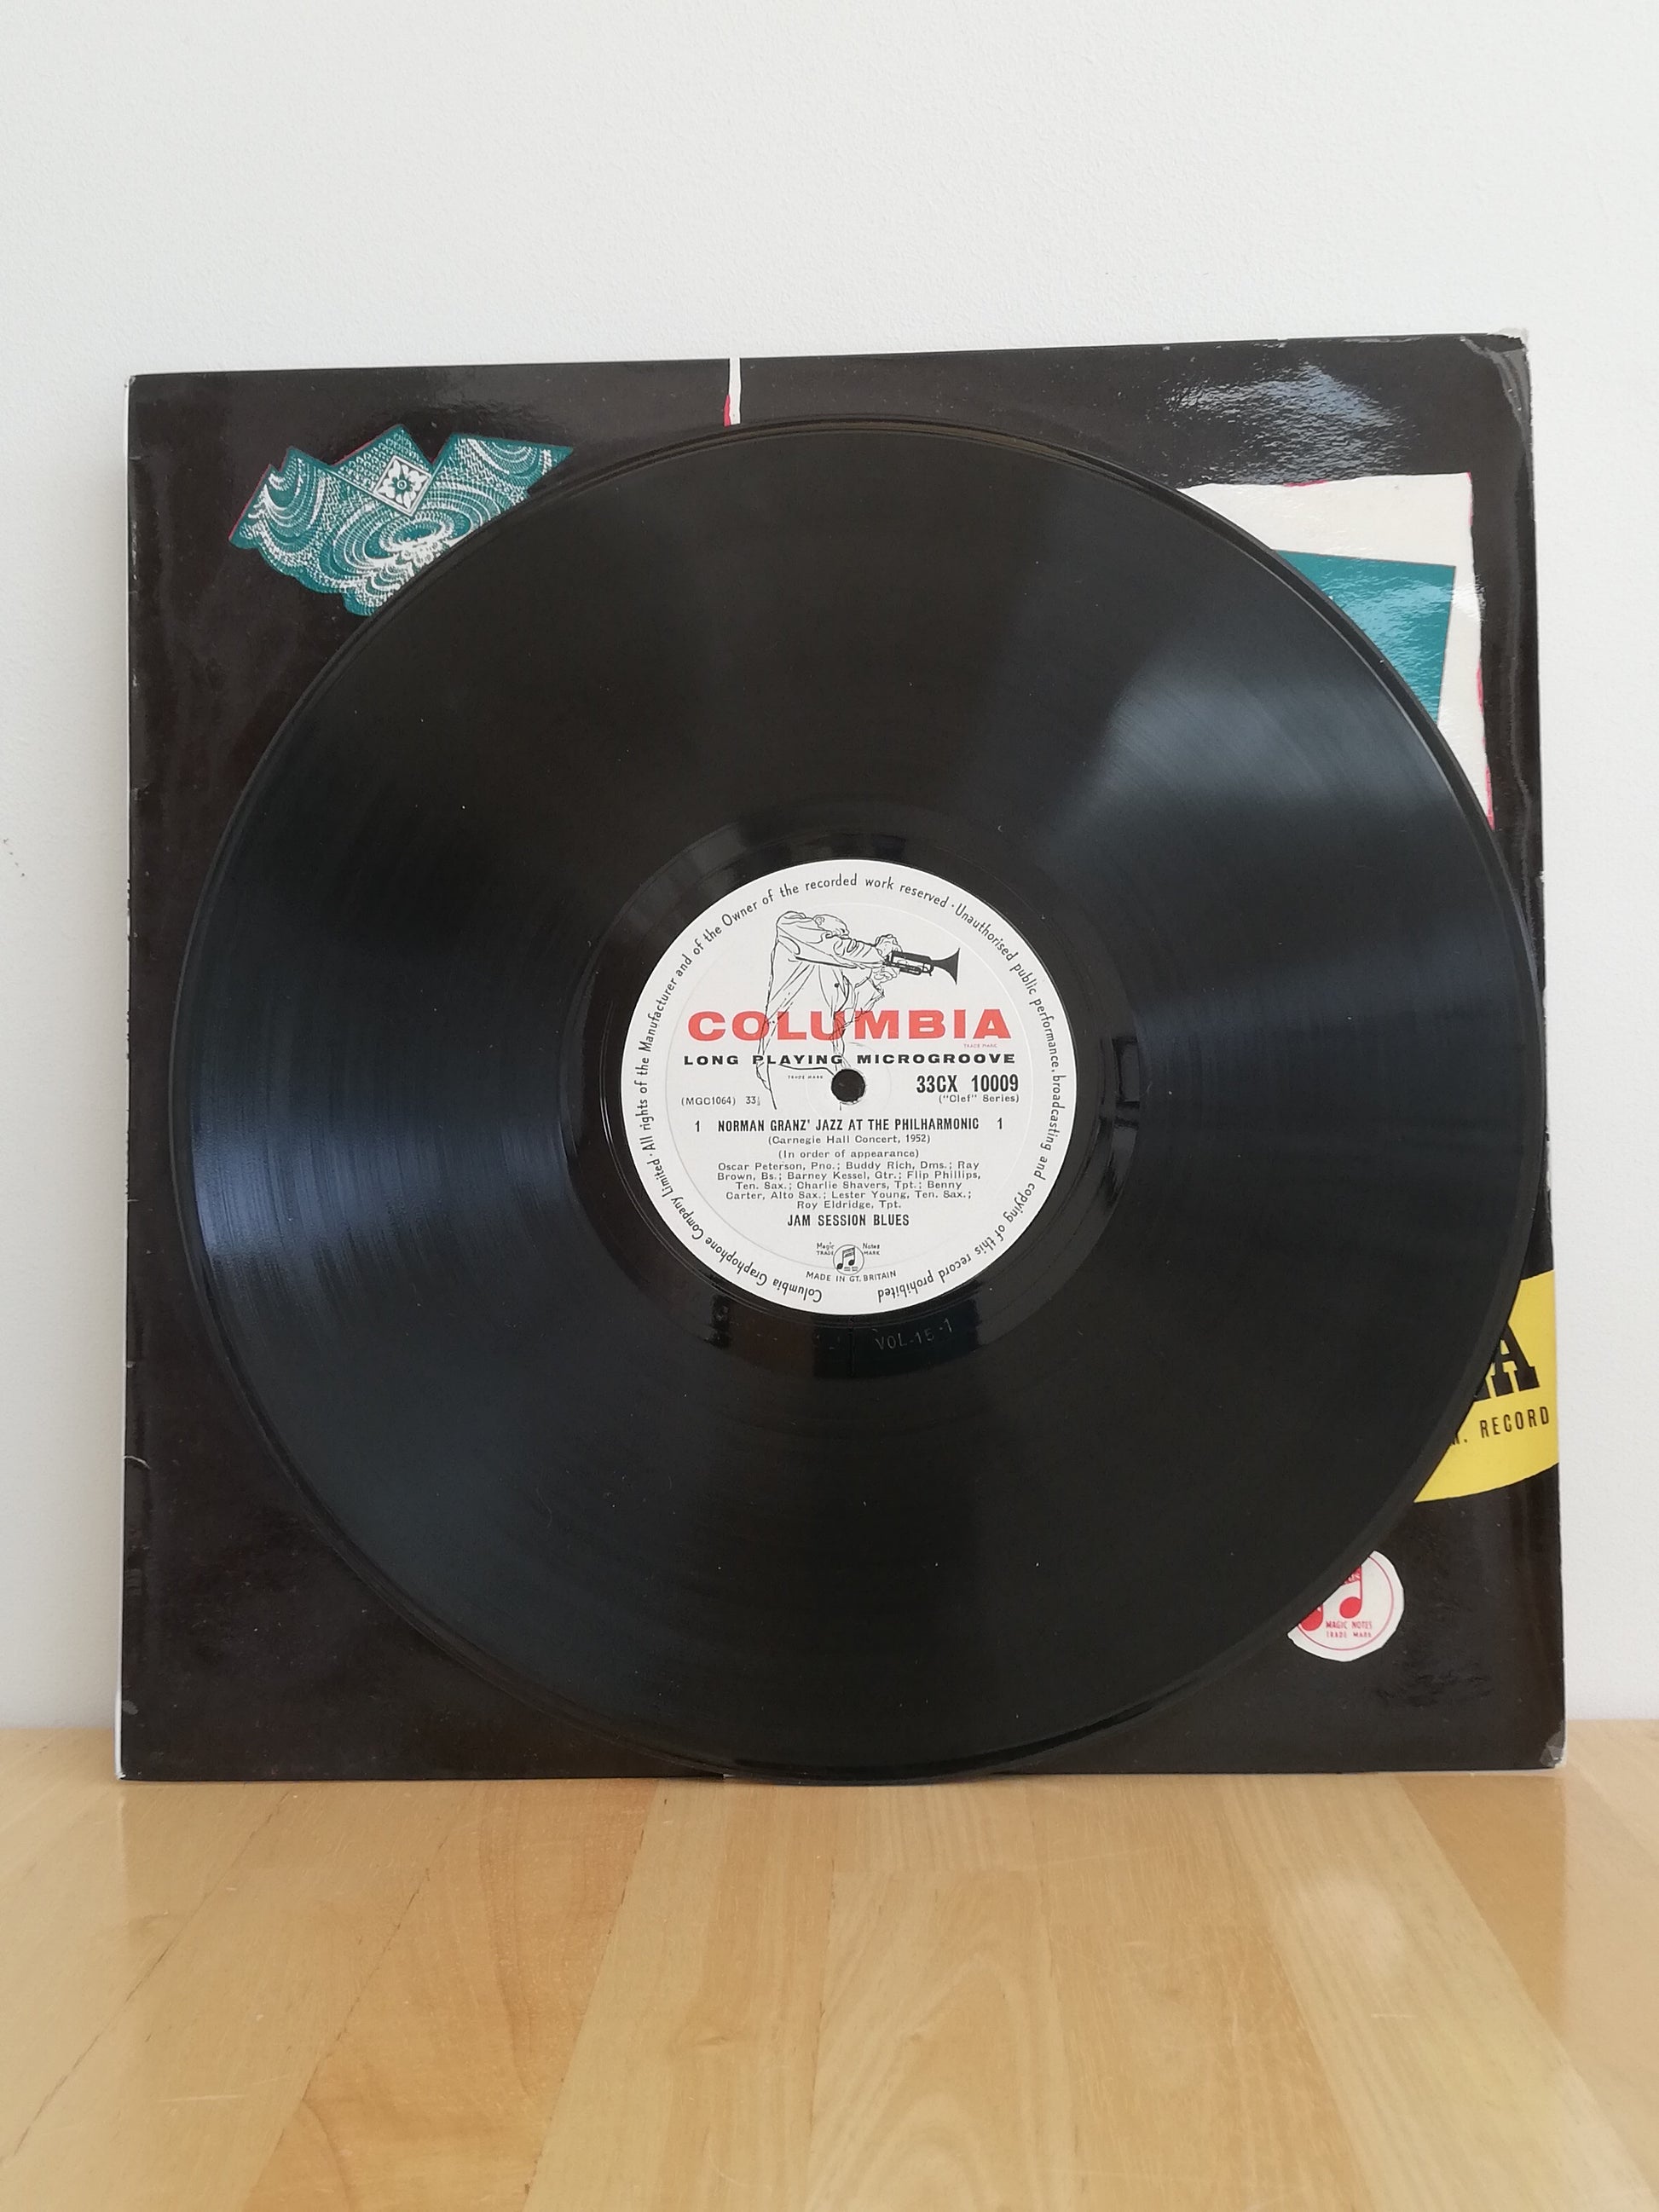 All rights of the Manufacturer and of the Owner of the recorded work reserved · Unauthorised public performance, broadcasting and copying of this record prohibited
COLUMBIA
TRADE MARK
LONG PLAYING MICROGROOVE
TRADE MARK
33CX 10009
(MGC1064) 33⅓ ("Clef" Series)
1 NORMAN GRANZ' JAZZ AT THE PHILHARMONIC 1
(Carnegie Hall Concert, 1952)
(In order of appearance)
Oscar Peterson, Pno.; Buddy Rich, Dms.; Ray
Brown, Bs.; Barney Kessel, Gtr.; Flip Phillips,
Ten. Sax.; Charlie Shavers, Tpt.; Benny
Carter, Alto Sax.; Lester Young, Ten. Sax.;
Roy Eldridge, Tpt.
JAM SESSION BLUES
Magic Notes
TRADE MARK
MADE IN GT. BRITAIN
Columbia Graphophone Company Limited ·
VOL-15-1
A
RECORD
MAGIC NOTES
TRADE MARK